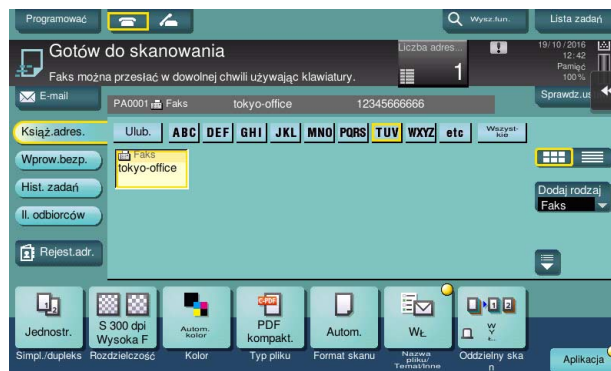 Programować
Wysz.fun.
Lista zadań
Gotów do skanowania
Faks można przesłać w dowolnej chwili używając klawiatury.
Liczba adres...
1
19/10/2016
12:42
Pamięć
100%
E-mail
PA0001 Faks tokyo-office 12345666666
Sprawdz.us
Książ.adres.
Ulub. ABC DEF GHI JKL MNO PQRS TUV WXYZ etc Wszyst-
kie
Wprow.bezp.
Faks
tokyo-office
Hist. zadań
Il. odbiorców
Dodaj rodzaj
Faks
Rejest.adr.
Jednostr.
S 300 dpi
Wysoka F
Autom.
kolor
C-PDF
PDF
kompakt.
Autom.
WŁ
1 2
W
Y
Simpl./dupleks Rozdzielczość Kolor Typ pliku Format skanu Nazwa
pliku/
Temat/Inne
Oddzielny ska
n
Aplikacja